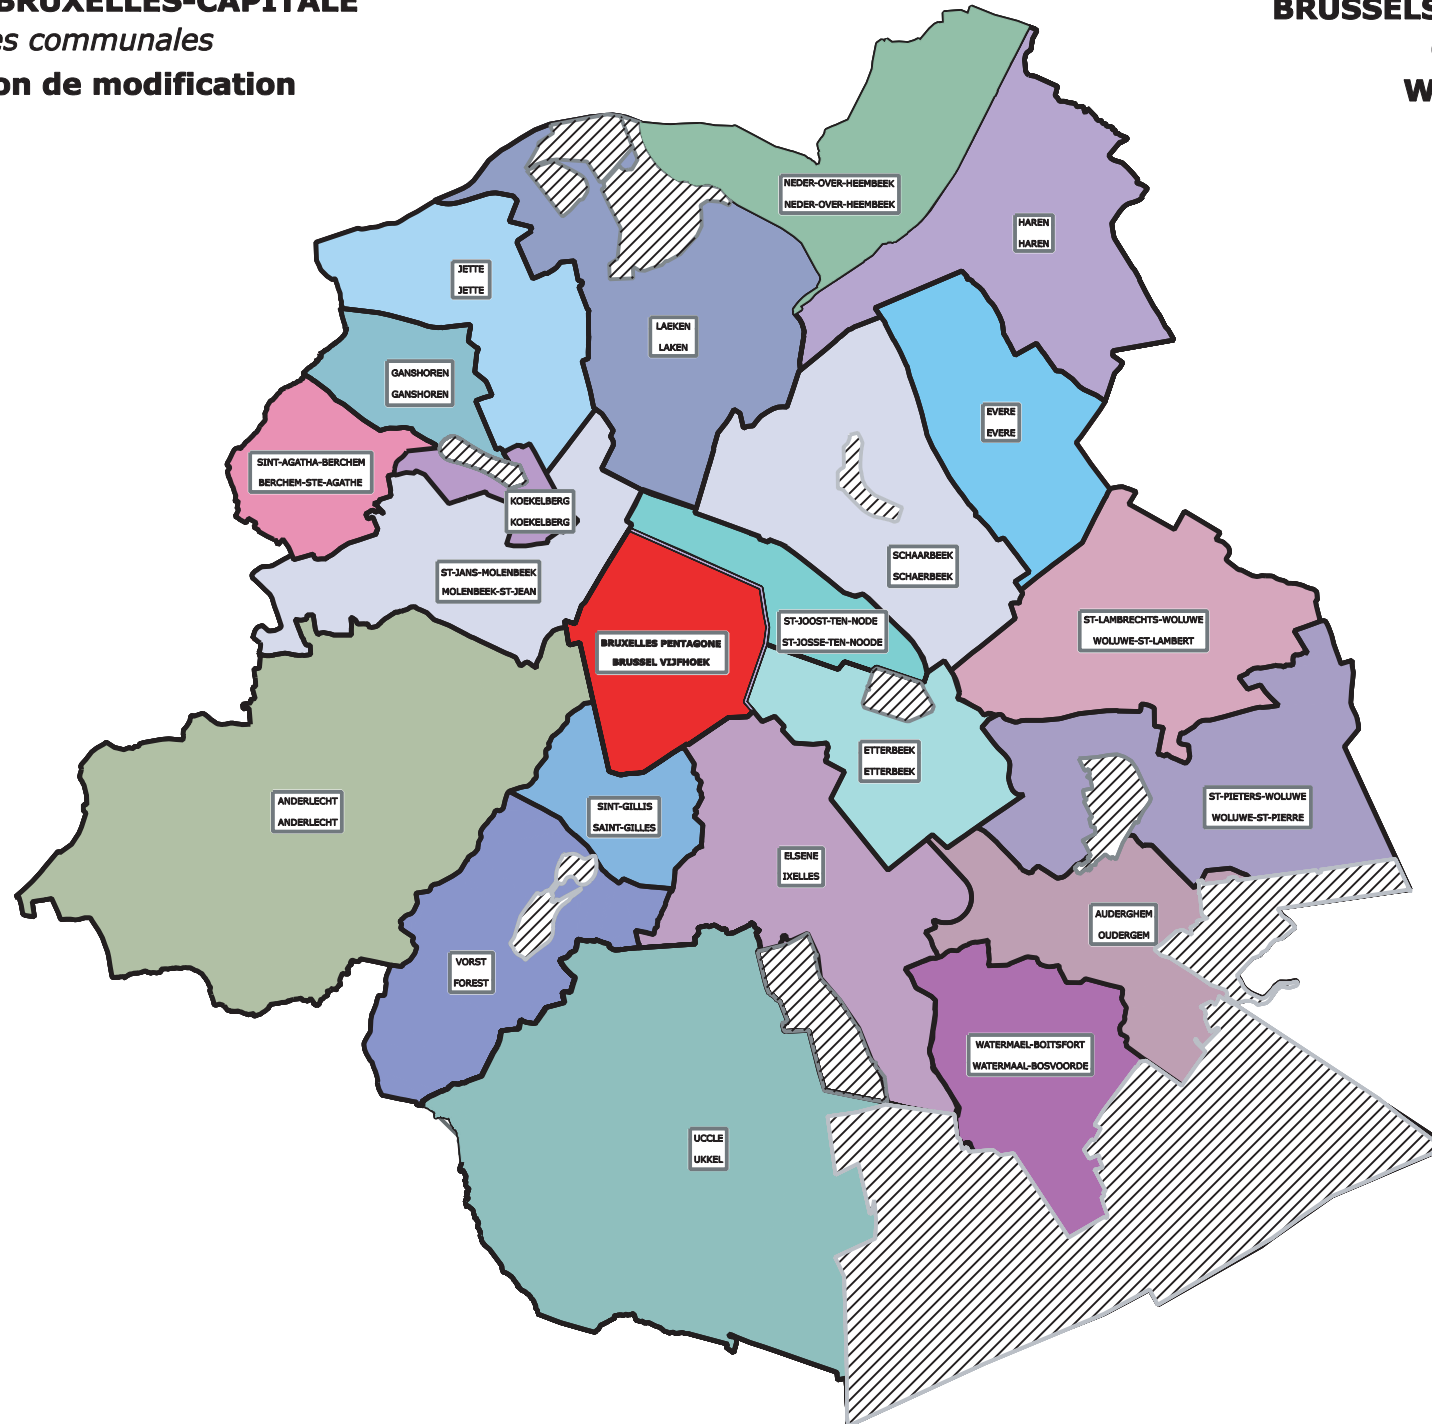 BRUXELLES-CAPITALE
es communales
on de modification
BRUSSELS
W
NEDER-OVER-HEEMBEEK
NEDER-OVER-HEEMBEEK
HAREN
HAREN
JETTE
JETTE
LAEKEN
LAKEN
GANSHOREN
GANSHOREN
EVERE
EVERE
SINT-AGATHA-BERCHEM
BERCHEM-STE-AGATHE
KOEKELBERG
KOEKELBERG
SCHAARBEEK
SCHAERBEEK
ST-JANS-MOLENBEEK
MOLENBEEK-ST-JEAN
ST-JOOST-TEN-NODE
ST-JOSSE-TEN-NOODE
ST-LAMBRECHTS-WOLUWE
WOLUWE-ST-LAMBERT
BRUXELLES PENTAGONE
BRUSSEL VIJFHOEK
ETTERBEEK
ETTERBEEK
ANDERLECHT
ANDERLECHT
SINT-GILLIS
SAINT-GILLES
ST-PIETERS-WOLUWE
WOLUWE-ST-PIERRE
ELSENE
IXELLES
AUDERGHEM
OUDERGEM
VORST
FOREST
WATERMAEL-BOITSFORT
WATERMAAL-BOSVOORDE
UCCLE
UKKEL